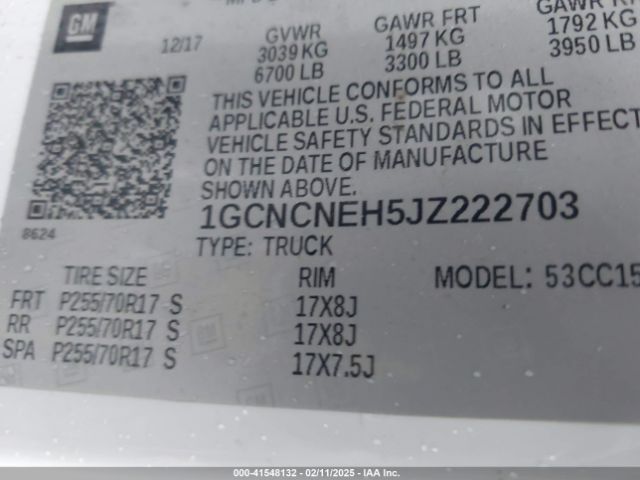 GM
12/17
GVWR
3039 KG
6700 LB
GAWR FRT
1497 KG
3300 LB
GAWR
1792 KG
3950 LB
THIS VEHICLE CONFORMS TO ALL
APPLICABLE U.S. FEDERAL MOTOR
VEHICLE SAFETY STANDARDS IN EFFECT
ON THE DATE OF MANUFACTURE
SHOWN ABOVE.
8624
1GCNCNEH5JZ222703
TYPE: TRUCK
TIRE SIZE RIM MODEL: 53CC15
FRT P255/70R17 S 17X8J
RR P255/70R17 S 17X8J
SPA P255/70R17 S 17X7.5J
000-41548132 - 02/11/2025 - IAA Inc.